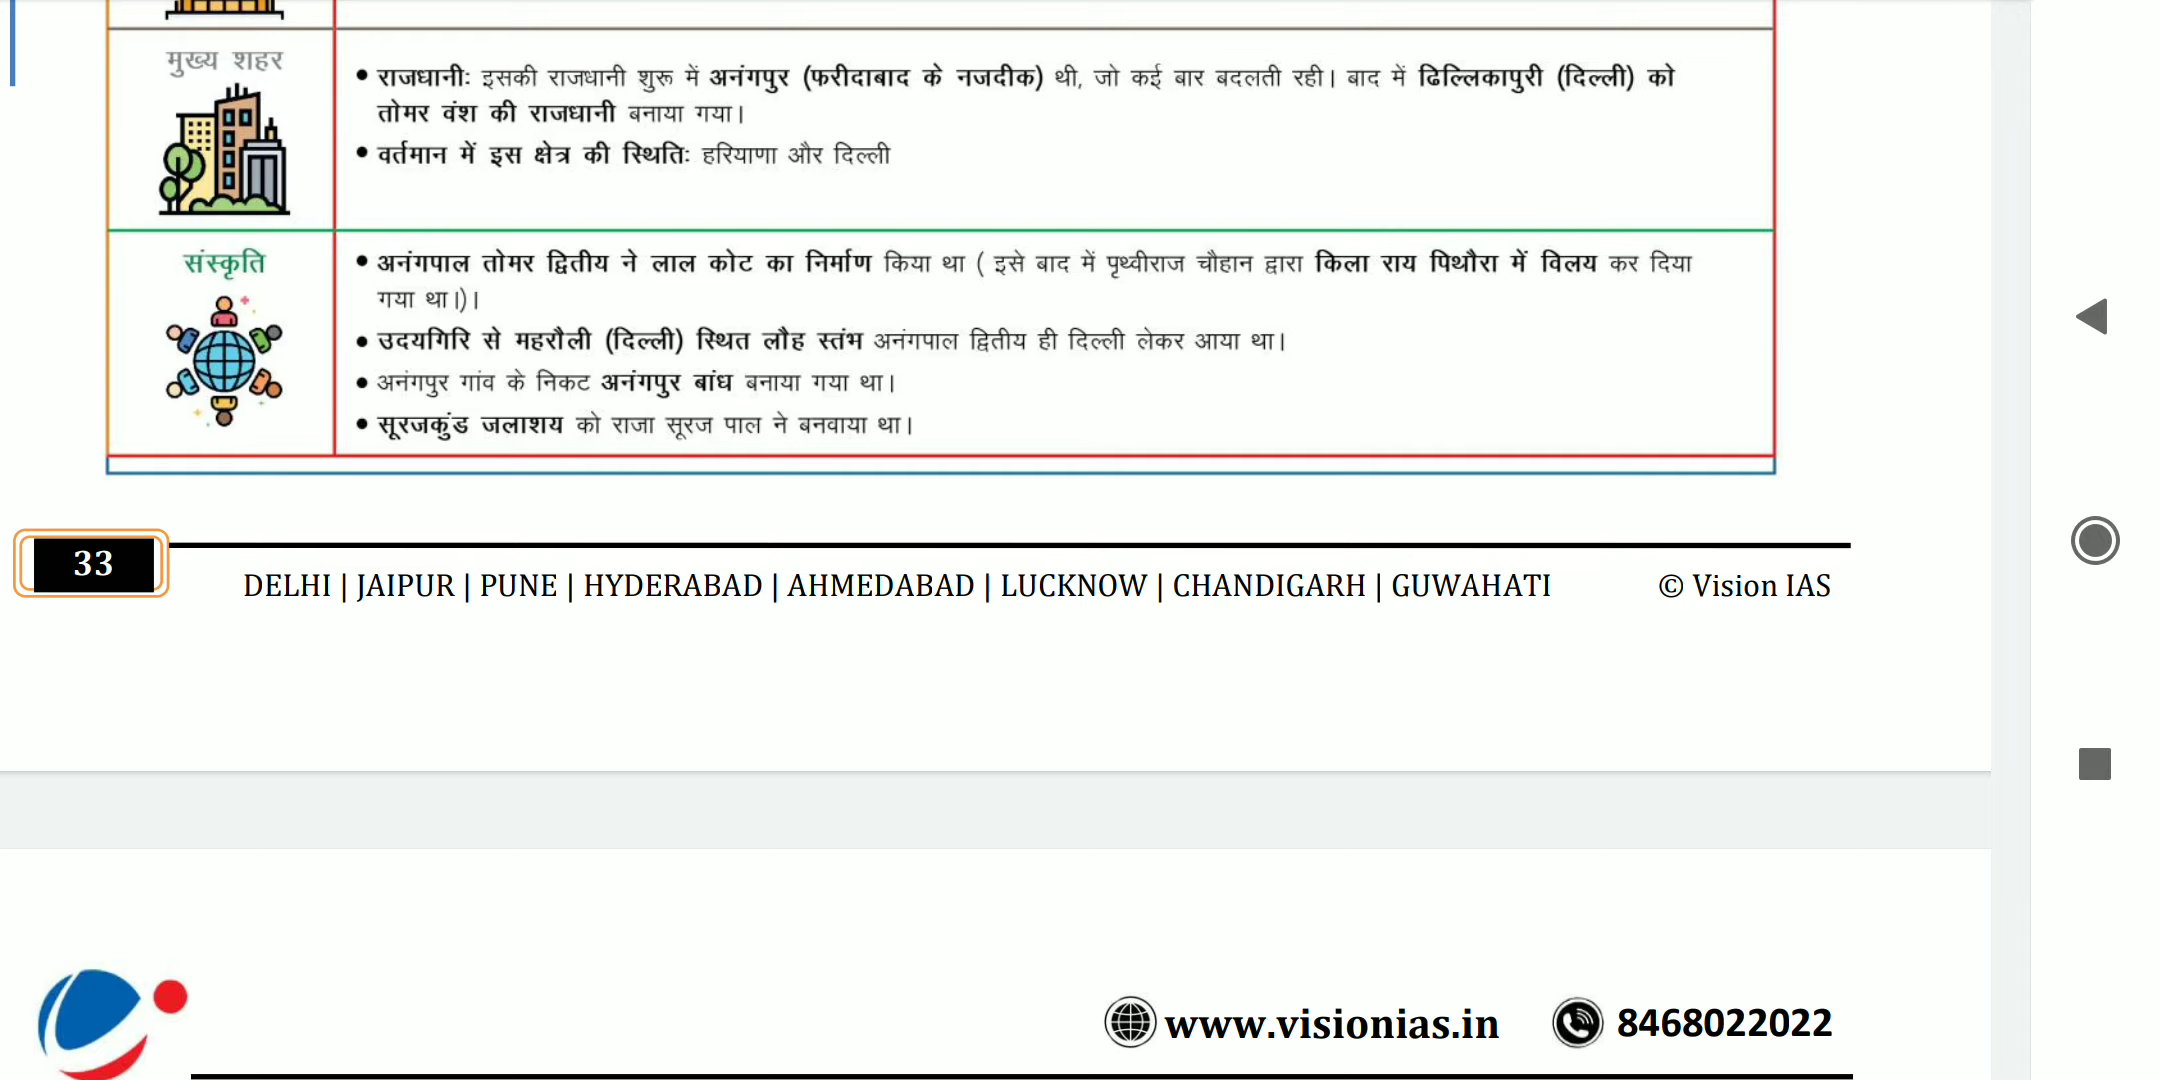 मुख्य शहर
• राजधानी: इसकी राजधानी शुरू में अनंगपुर (फरीदाबाद के नजदीक) थी, जो कई बार बदलती रही। बाद में ढिल्लिकापुरी (दिल्ली) को
तोमर वंश की राजधानी बनाया गया।
• वर्तमान में इस क्षेत्र की स्थिति: हरियाणा और दिल्ली
संस्कृति
• अनंगपाल तोमर द्वितीय ने लाल कोट का निर्माण किया था ( इसे बाद में पृथ्वीराज चौहान द्वारा किला राय पिथौरा में विलय कर दिया
गया था।)।
• उदयगिरि से महरौली (दिल्ली) स्थित लौह स्तंभ अनंगपाल द्वितीय ही दिल्ली लेकर आया था।
• अनंगपुर गांव के निकट अनंगपुर बांध बनाया गया था।
• सूरजकुंड जलाशय को राजा सूरज पाल ने बनवाया था।
33
DELHI | JAIPUR | PUNE | HYDERABAD | AHMEDABAD | LUCKNOW | CHANDIGARH | GUWAHATI © Vision IAS
www.visionias.in 8468022022